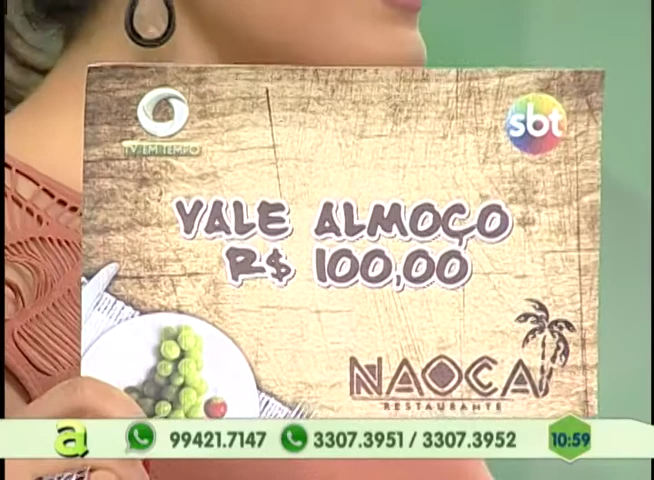 TV EM TEMPO
sbt
VALE ALMOÇO
R$ 100,00
NAOCA
RESTAURANTE
a 99421.7147 3307.3951 / 3307.3952 10:59